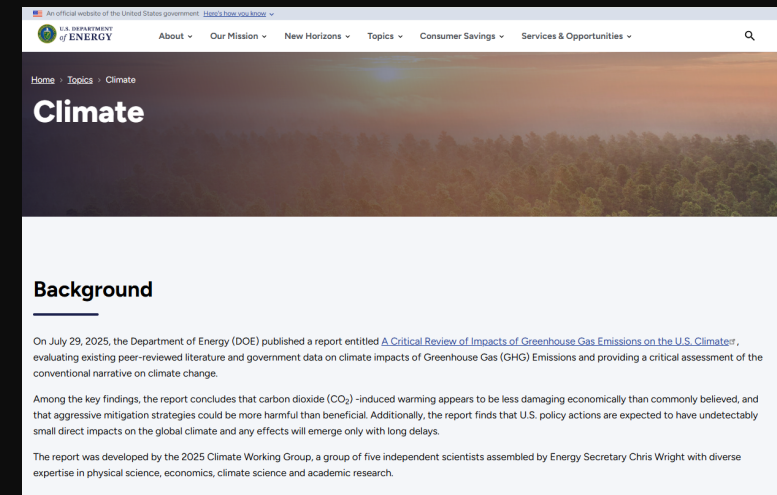 An official website of the United States government Here's how you know
U.S. DEPARTMENT
of ENERGY
About Our Mission New Horizons Topics Consumer Savings Services & Opportunities
Home > Topics > Climate
Climate
Background
On July 29, 2025, the Department of Energy (DOE) published a report entitled A Critical Review of Impacts of Greenhouse Gas Emissions on the U.S. Climate,
evaluating existing peer-reviewed literature and government data on climate impacts of Greenhouse Gas (GHG) Emissions and providing a critical assessment of the
conventional narrative on climate change.
Among the key findings, the report concludes that carbon dioxide (CO₂) -induced warming appears to be less damaging economically than commonly believed, and
that aggressive mitigation strategies could be more harmful than beneficial. Additionally, the report finds that U.S. policy actions are expected to have undetectably
small direct impacts on the global climate and any effects will emerge only with long delays.
The report was developed by the 2025 Climate Working Group, a group of five independent scientists assembled by Energy Secretary Chris Wright with diverse
expertise in physical science, economics, climate science and academic research.